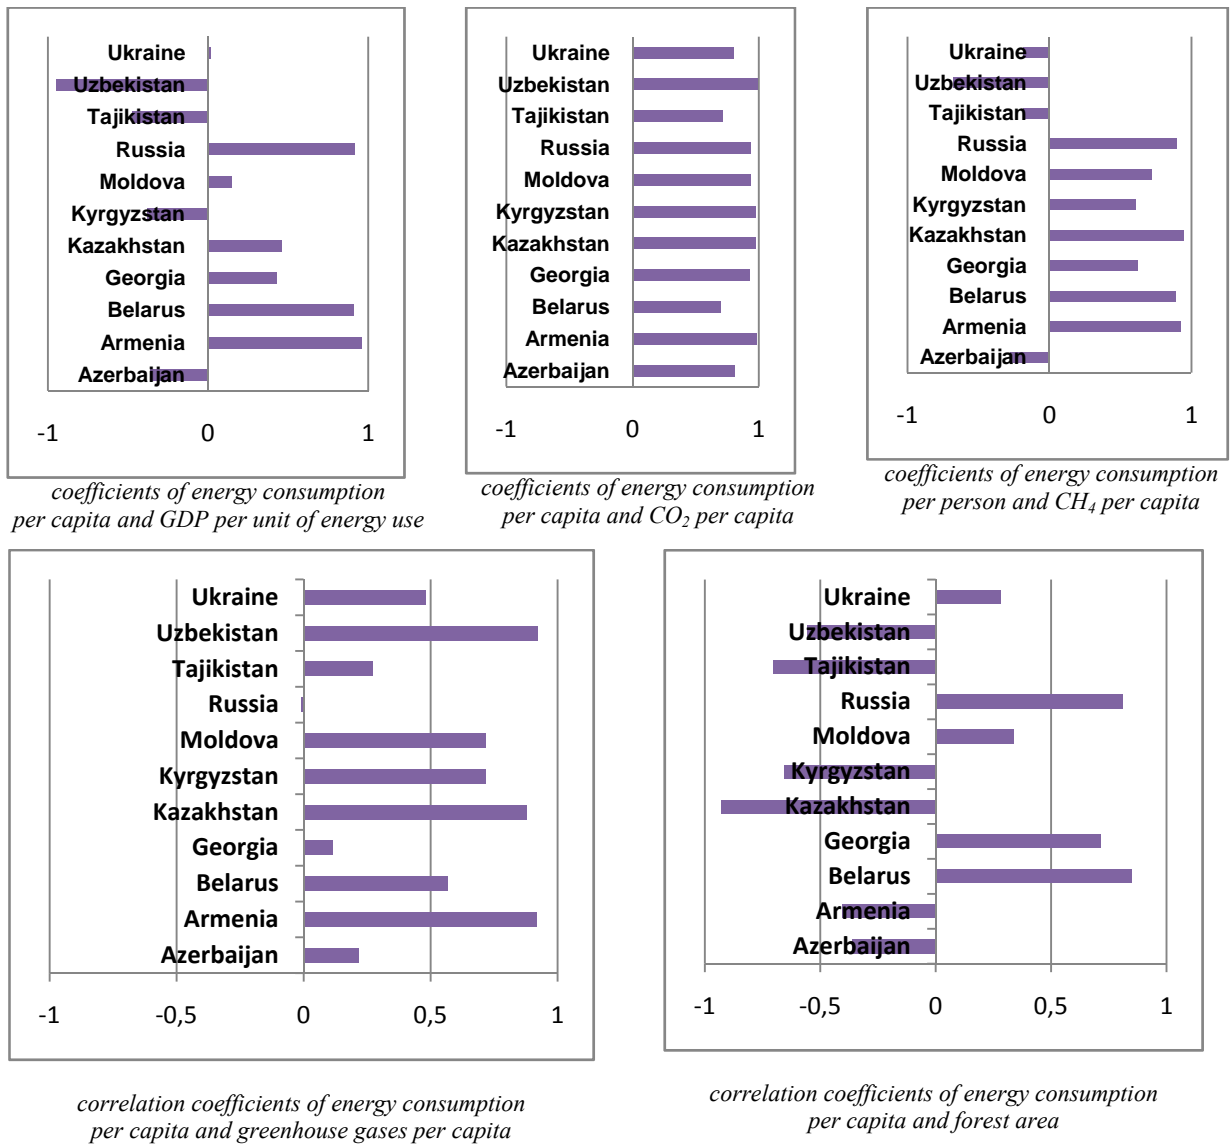 Ukraine
Uzbekistan
Tajikistan
Russia
Moldova
Kyrgyzstan
Kazakhstan
Georgia
Belarus
Armenia
Azerbaijan
-1 0 1
coefficients of energy consumption
per capita and GDP per unit of energy use
Ukraine
Uzbekistan
Tajikistan
Russia
Moldova
Kyrgyzstan
Kazakhstan
Georgia
Belarus
Armenia
Azerbaijan
-1 0 1
coefficients of energy consumption
per capita and CO₂ per capita
Ukraine
Uzbekistan
Tajikistan
Russia
Moldova
Kyrgyzstan
Kazakhstan
Georgia
Belarus
Armenia
Azerbaijan
-1 0 1
coefficients of energy consumption
per person and CH₄ per capita
Ukraine
Uzbekistan
Tajikistan
Russia
Moldova
Kyrgyzstan
Kazakhstan
Georgia
Belarus
Armenia
Azerbaijan
-1 -0,5 0 0,5 1
correlation coefficients of energy consumption
per capita and greenhouse gases per capita
Ukraine
Uzbekistan
Tajikistan
Russia
Moldova
Kyrgyzstan
Kazakhstan
Georgia
Belarus
Armenia
Azerbaijan
-1 -0,5 0 0,5 1
correlation coefficients of energy consumption
per capita and forest area